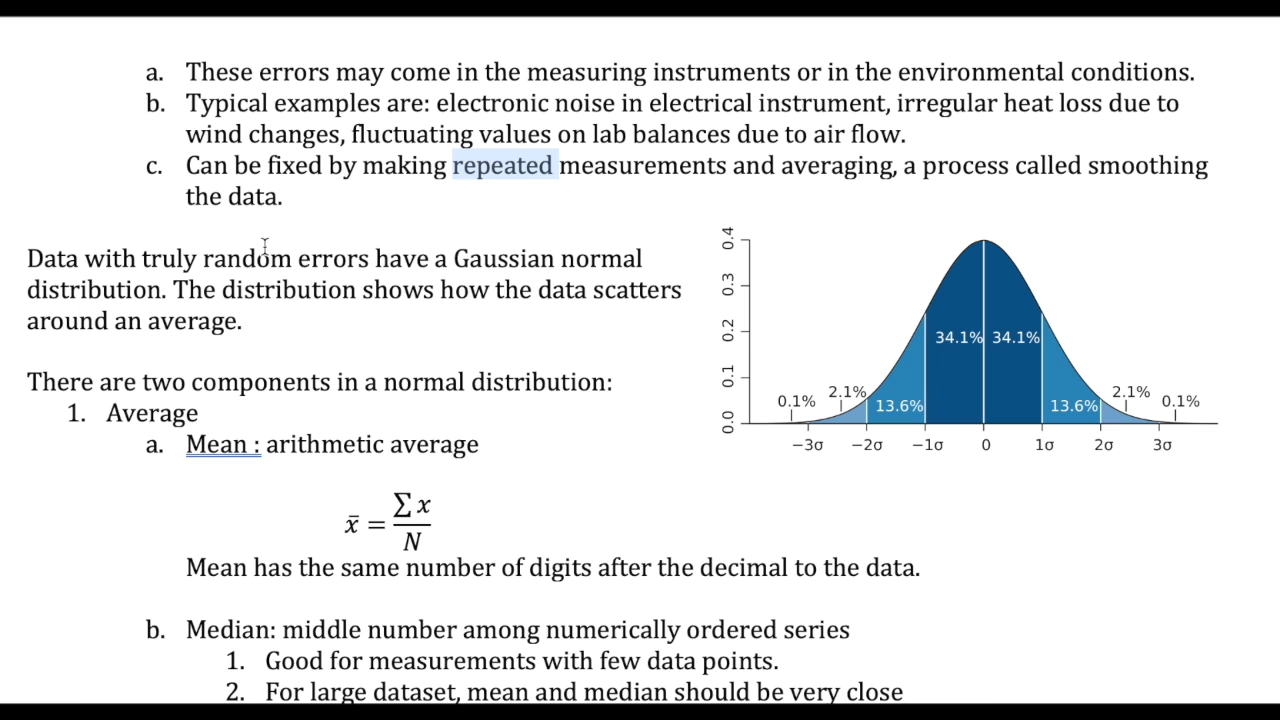 a. These errors may come in the measuring instruments or in the environmental conditions.
b. Typical examples are: electronic noise in electrical instrument, irregular heat loss due to
wind changes, fluctuating values on lab balances due to air flow.
c. Can be fixed by making repeated measurements and averaging, a process called smoothing
the data.
Data with truly random errors have a Gaussian normal
distribution. The distribution shows how the data scatters
around an average.
There are two components in a normal distribution:
1. Average
a. Mean : arithmetic average
x̄ = ∑ x / N
Mean has the same number of digits after the decimal to the data.
b. Median: middle number among numerically ordered series
1. Good for measurements with few data points.
2. For large dataset, mean and median should be very close
0.4
0.3
0.2
0.1
0.0
34.1% 34.1%
0.1% 2.1% 13.6% 13.6% 2.1% 0.1%
−3σ −2σ −1σ 0 1σ 2σ 3σ